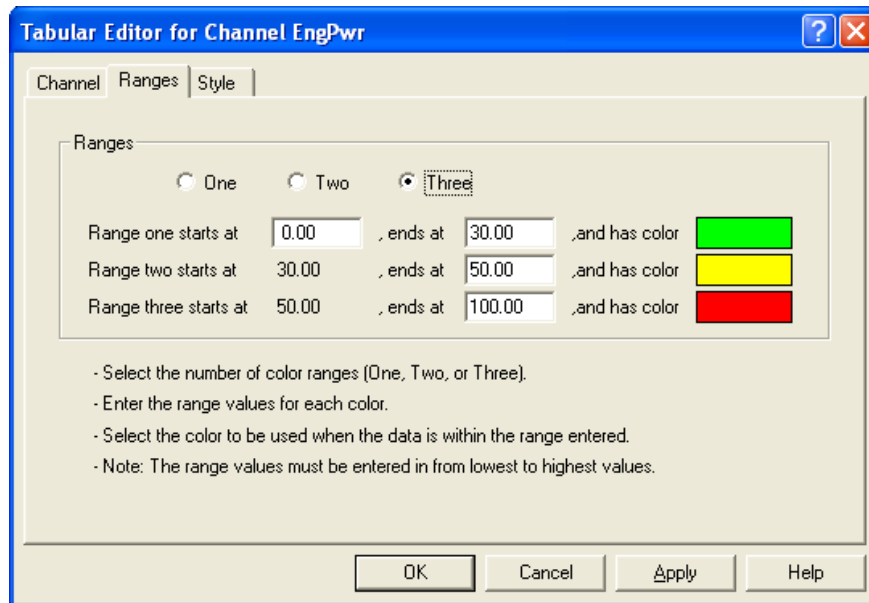 Tabular Editor for Channel EngPwr
Channel Ranges Style
Ranges
One Two Three
Range one starts at 0.00 , ends at 30.00 ,and has color
Range two starts at 30.00 , ends at 50.00 ,and has color
Range three starts at 50.00 , ends at 100.00 ,and has color
- Select the number of color ranges (One, Two, or Three).
- Enter the range values for each color.
- Select the color to be used when the data is within the range entered.
- Note: The range values must be entered in from lowest to highest values.
OK Cancel Apply Help